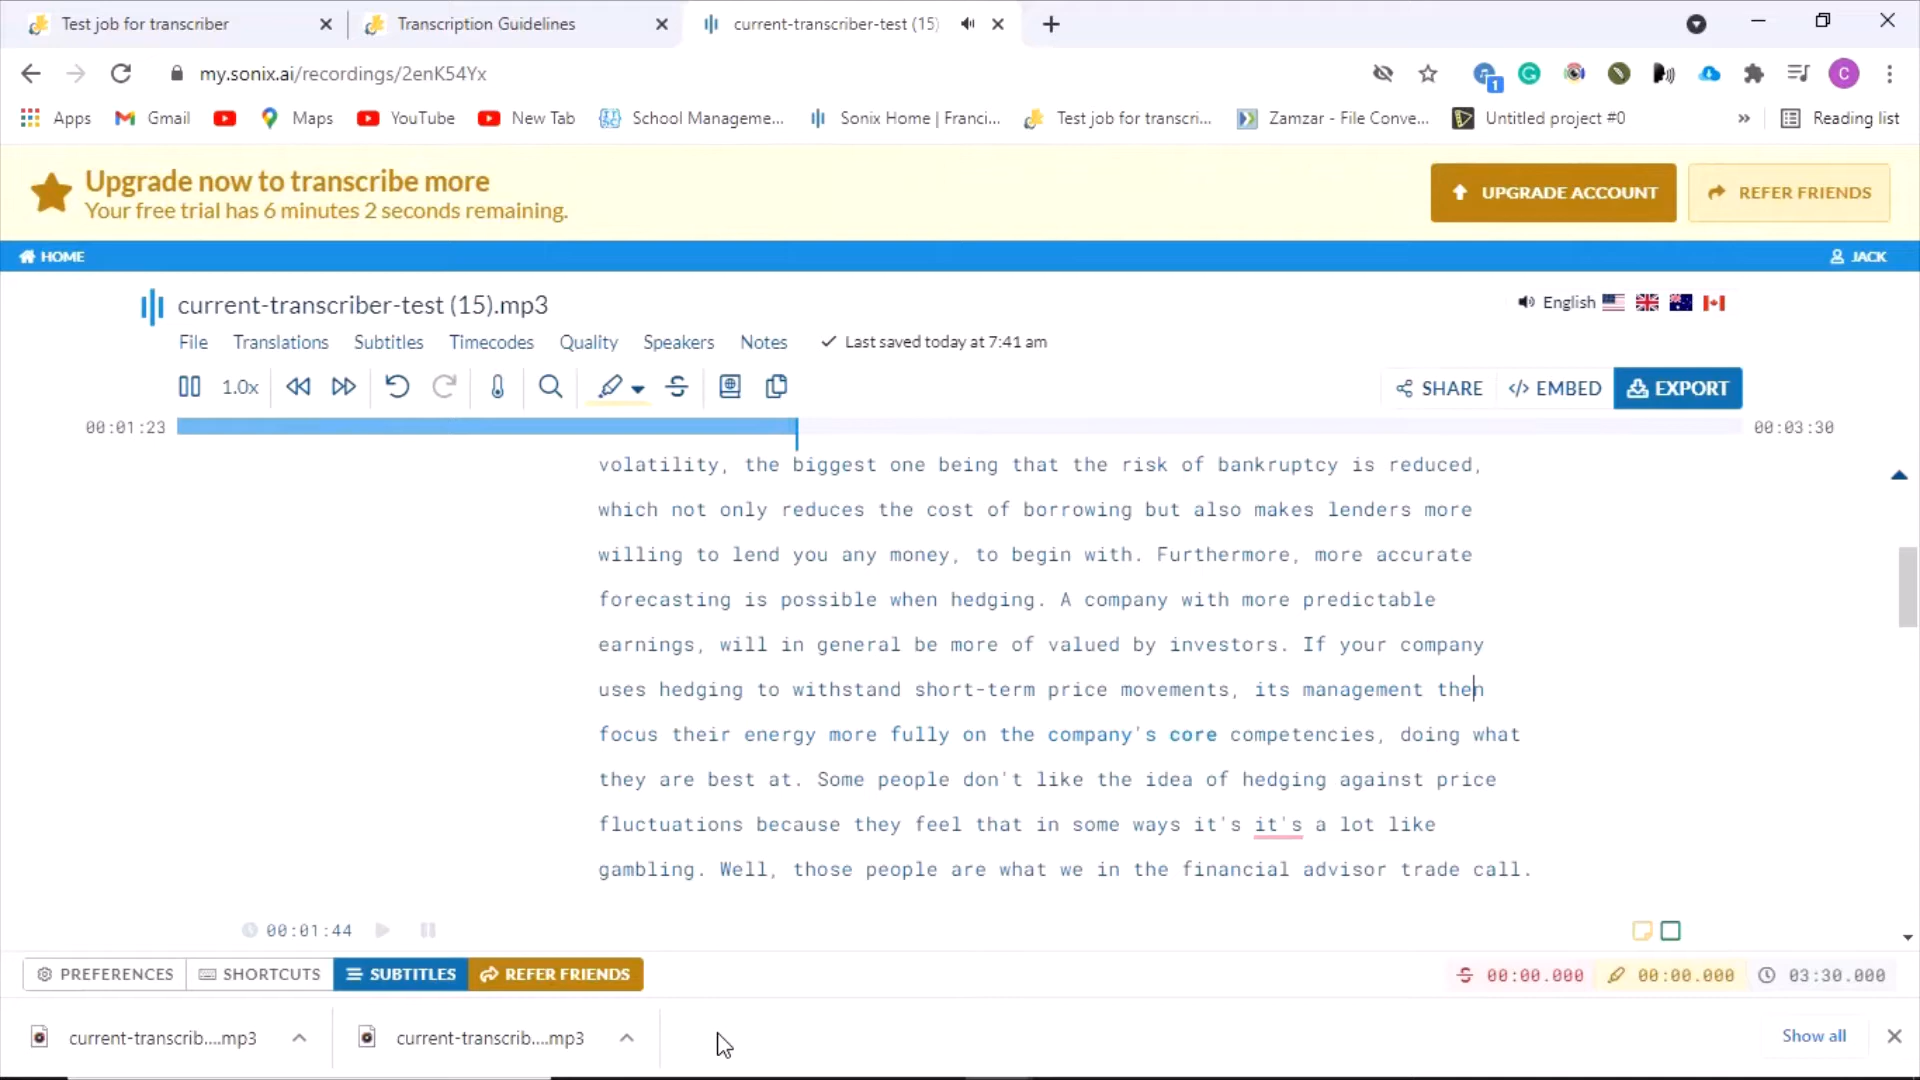 Test job for transcriber
Transcription Guidelines
current-transcriber-test (15)
my.sonix.ai/recordings/2enK54Yx
1
C
Apps
Gmail
Maps
YouTube
New Tab
School Manageme...
Sonix Home | Franci...
Test job for transcri...
Zamzar - File Conve...
Untitled project #0
»
Reading list
Upgrade now to transcribe more
Your free trial has 6 minutes 2 seconds remaining.
UPGRADE ACCOUNT
REFER FRIENDS
HOME
JACK
current-transcriber-test (15).mp3
English
File
Translations
Subtitles
Timecodes
Quality
Speakers
Notes
Last saved today at 7:41 am
1.0x
SHARE
</> EMBED
EXPORT
00:01:23
00:03:30
volatility, the biggest one being that the risk of bankruptcy is reduced,
which not only reduces the cost of borrowing but also makes lenders more
willing to lend you any money, to begin with. Furthermore, more accurate
forecasting is possible when hedging. A company with more predictable
earnings, will in general be more of valued by investors. If your company
uses hedging to withstand short-term price movements, its management then
focus their energy more fully on the company's core competencies, doing what
they are best at. Some people don't like the idea of hedging against price
fluctuations because they feel that in some ways it's it's a lot like
gambling. Well, those people are what we in the financial advisor trade call.
00:01:44
PREFERENCES
SHORTCUTS
SUBTITLES
REFER FRIENDS
00:00.000
00:00.000
03:30.000
current-transcrib....mp3
current-transcrib....mp3
Show all